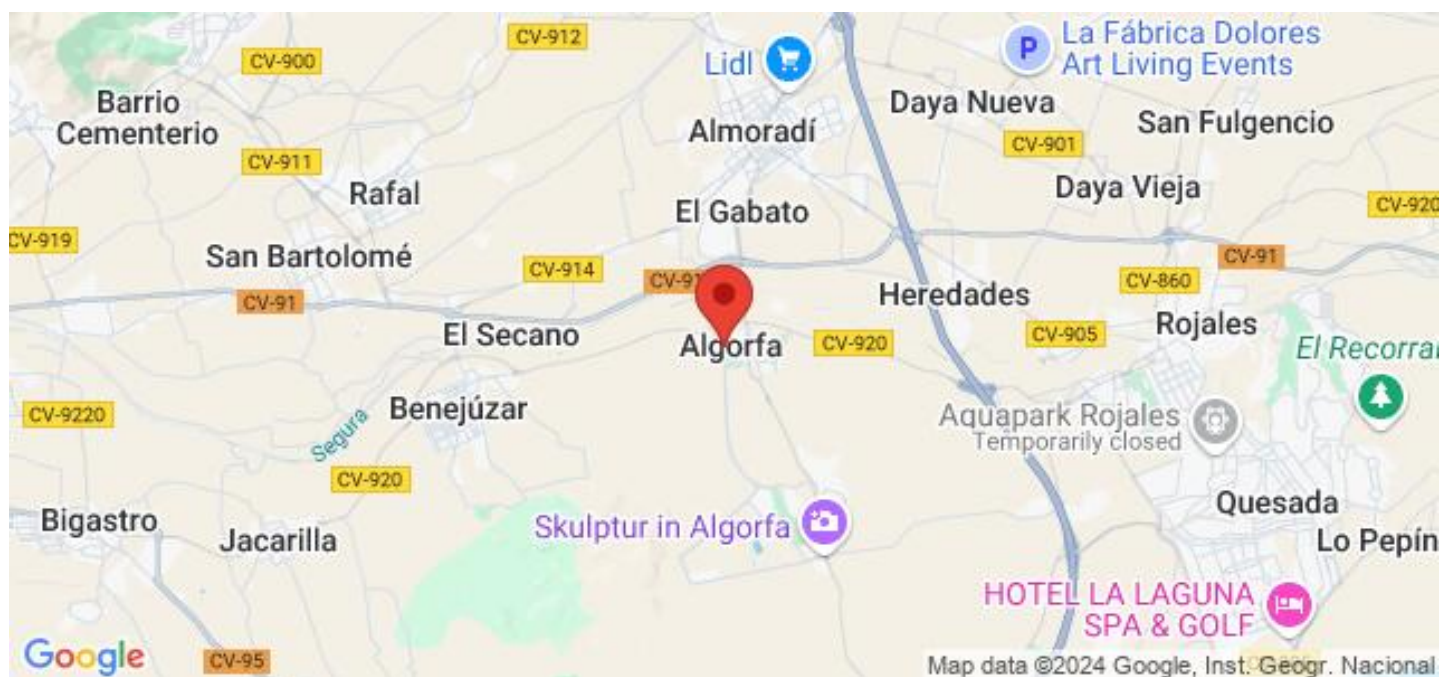 CV-912
La Fábrica Dolores
Art Living Events
P
Lidl
CV-900
Barrio
Cementerio
Daya Nueva
San Fulgencio
Almoradí
CV-901
CV-911
Rafal
Daya Vieja
El Gabato
CV-920
CV-919
San Bartolomé
CV-914
CV-91
CV-91
CV-860
Heredades
CV-91
El Secano
Algorfa
CV-920
CV-905
Rojales
El Recorral
CV-9220
Benejúzar
Segura
Aquapark Rojales
Temporarily closed
CV-920
Quesada
Bigastro
Jacarilla
Skulptur in Algorfa
Lo Pepín
HOTEL LA LAGUNA
SPA & GOLF
Google
CV-95
Map data ©2024 Google, Inst. Geogr. Nacional